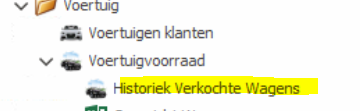 Voertuig
Voertuigen klanten
Voertuigvoorraad
Historiek Verkochte Wagens